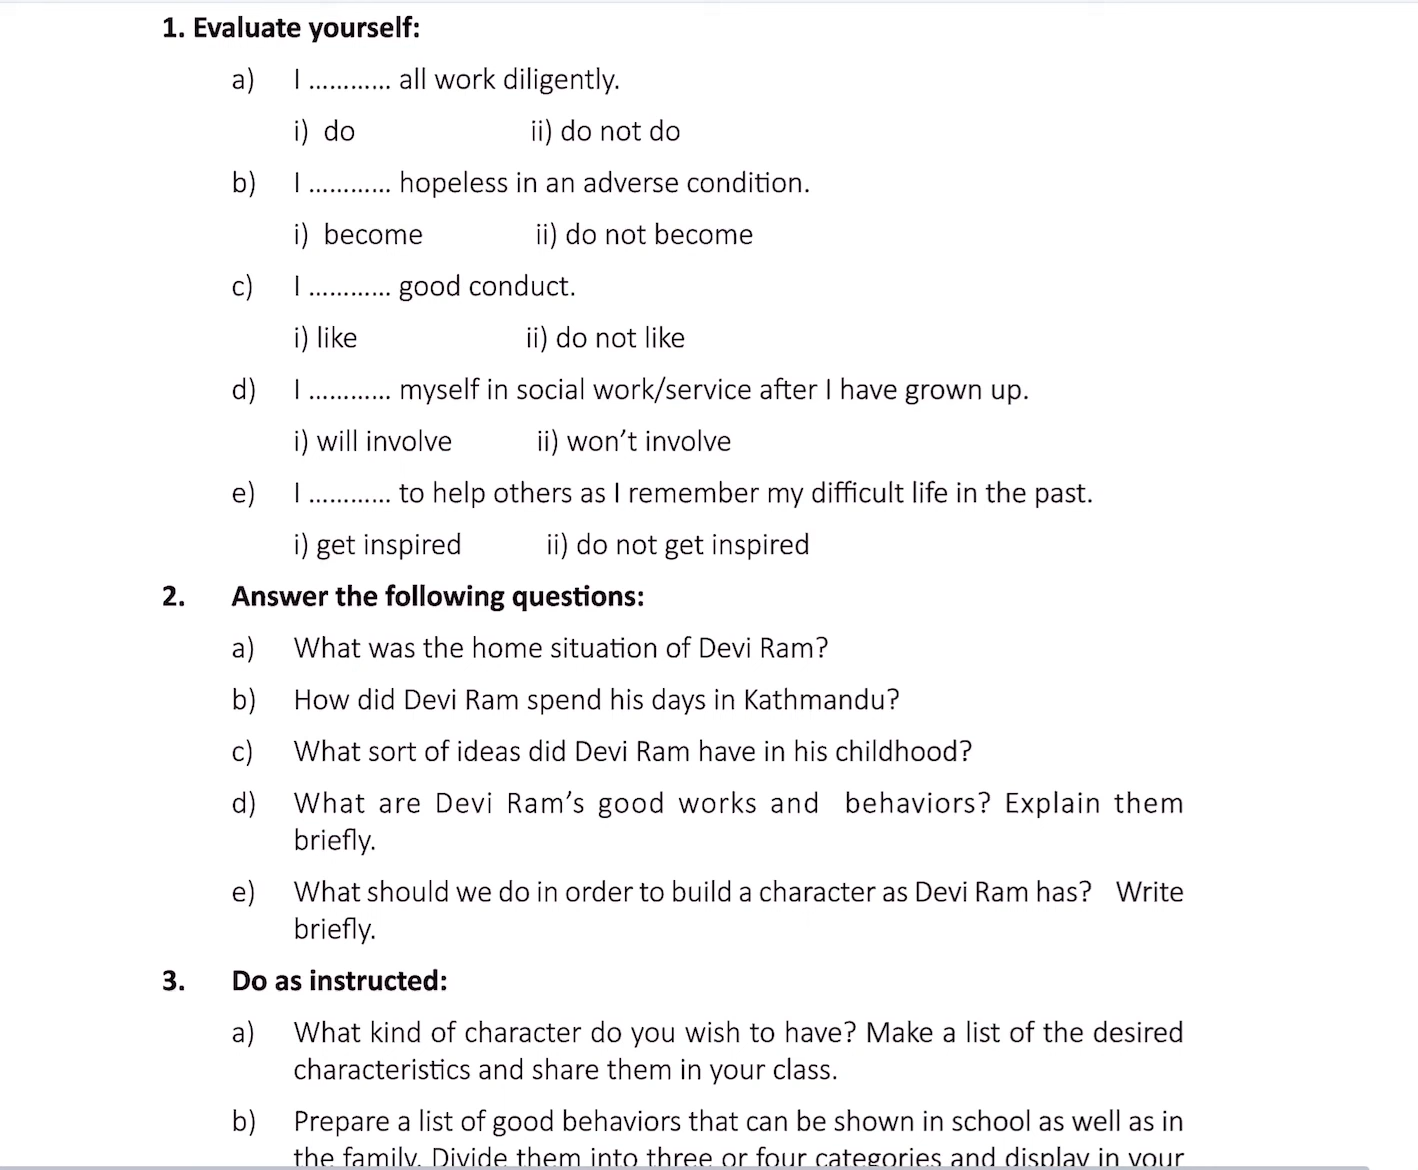 1. Evaluate yourself:
a) I ............ all work diligently.
i) do ii) do not do
b) I ............ hopeless in an adverse condition.
i) become ii) do not become
c) I ............ good conduct.
i) like ii) do not like
d) I ............ myself in social work/service after I have grown up.
i) will involve ii) won’t involve
e) I ............ to help others as I remember my difficult life in the past.
i) get inspired ii) do not get inspired
2. Answer the following questions:
a) What was the home situation of Devi Ram?
b) How did Devi Ram spend his days in Kathmandu?
c) What sort of ideas did Devi Ram have in his childhood?
d) What are Devi Ram’s good works and behaviors? Explain them
briefly.
e) What should we do in order to build a character as Devi Ram has? Write
briefly.
3. Do as instructed:
a) What kind of character do you wish to have? Make a list of the desired
characteristics and share them in your class.
b) Prepare a list of good behaviors that can be shown in school as well as in
the family. Divide them into three or four categories and display in your